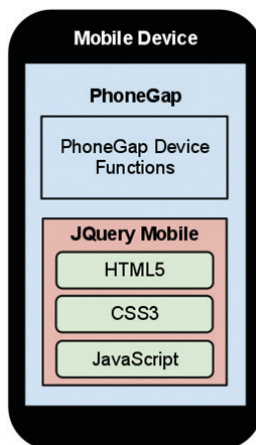 Mobile Device
PhoneGap
PhoneGap Device
Functions
JQuery Mobile
HTML5
CSS3
JavaScript